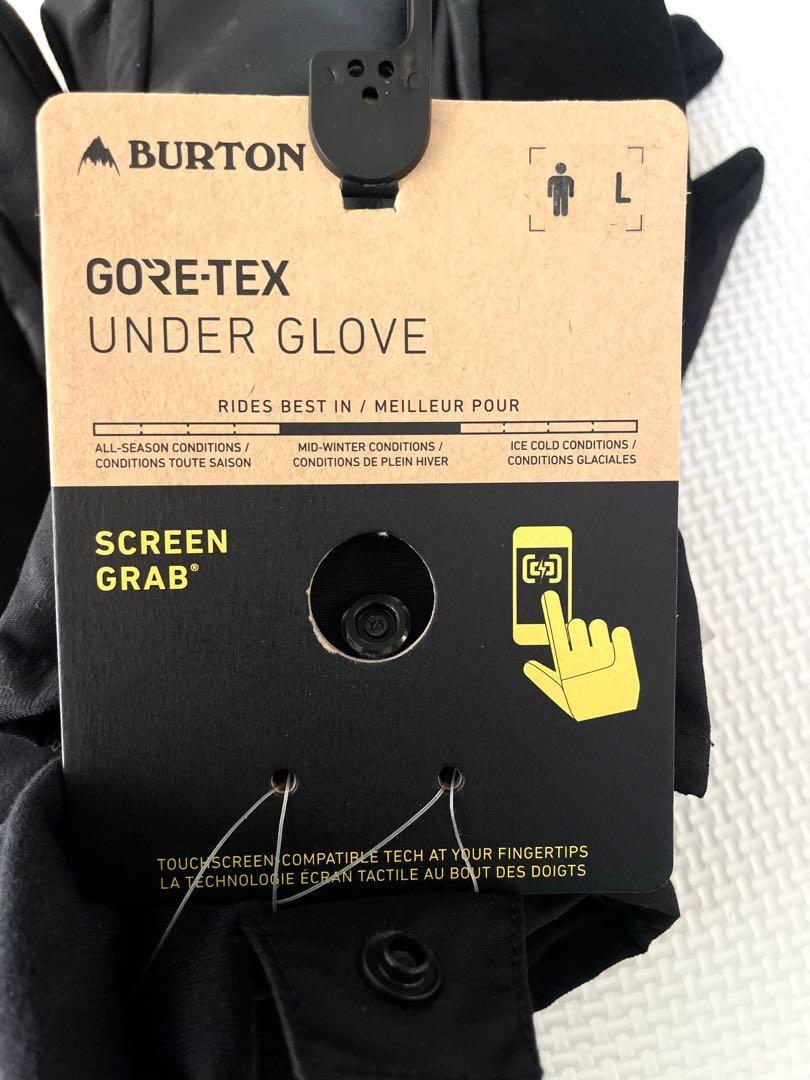 BURTON
L
GORE-TEX
UNDER GLOVE
RIDES BEST IN / MEILLEUR POUR
ALL-SEASON CONDITIONS /
CONDITIONS TOUTE SAISON
MID-WINTER CONDITIONS /
CONDITIONS DE PLEIN HIVER
ICE COLD CONDITIONS /
CONDITIONS GLACIALES
SCREEN
GRAB®
TOUCHSCREEN-COMPATIBLE TECH AT YOUR FINGERTIPS
LA TECHNOLOGIE ÉCRAN TACTILE AU BOUT DES DOIGTS